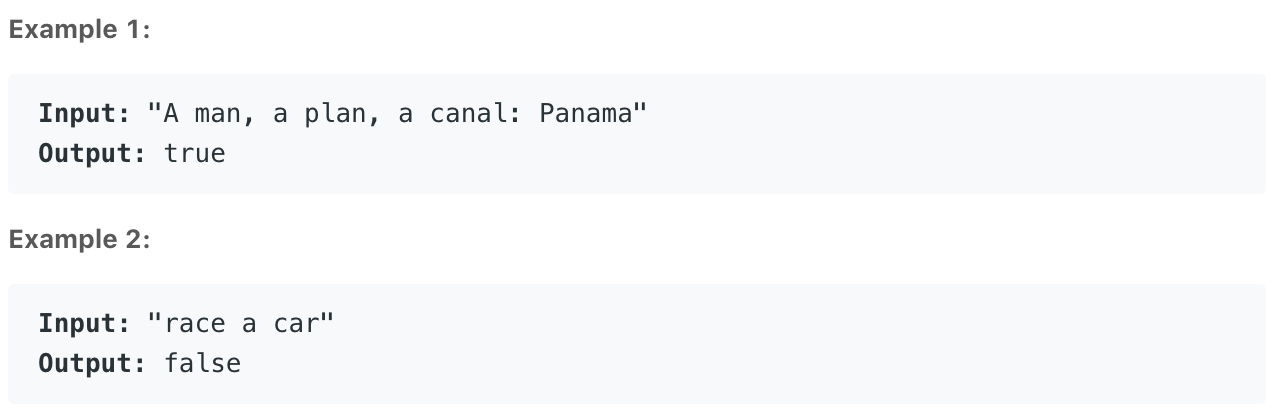 Example 1:
Input: "A man, a plan, a canal: Panama"
Output: true
Example 2:
Input: "race a car"
Output: false